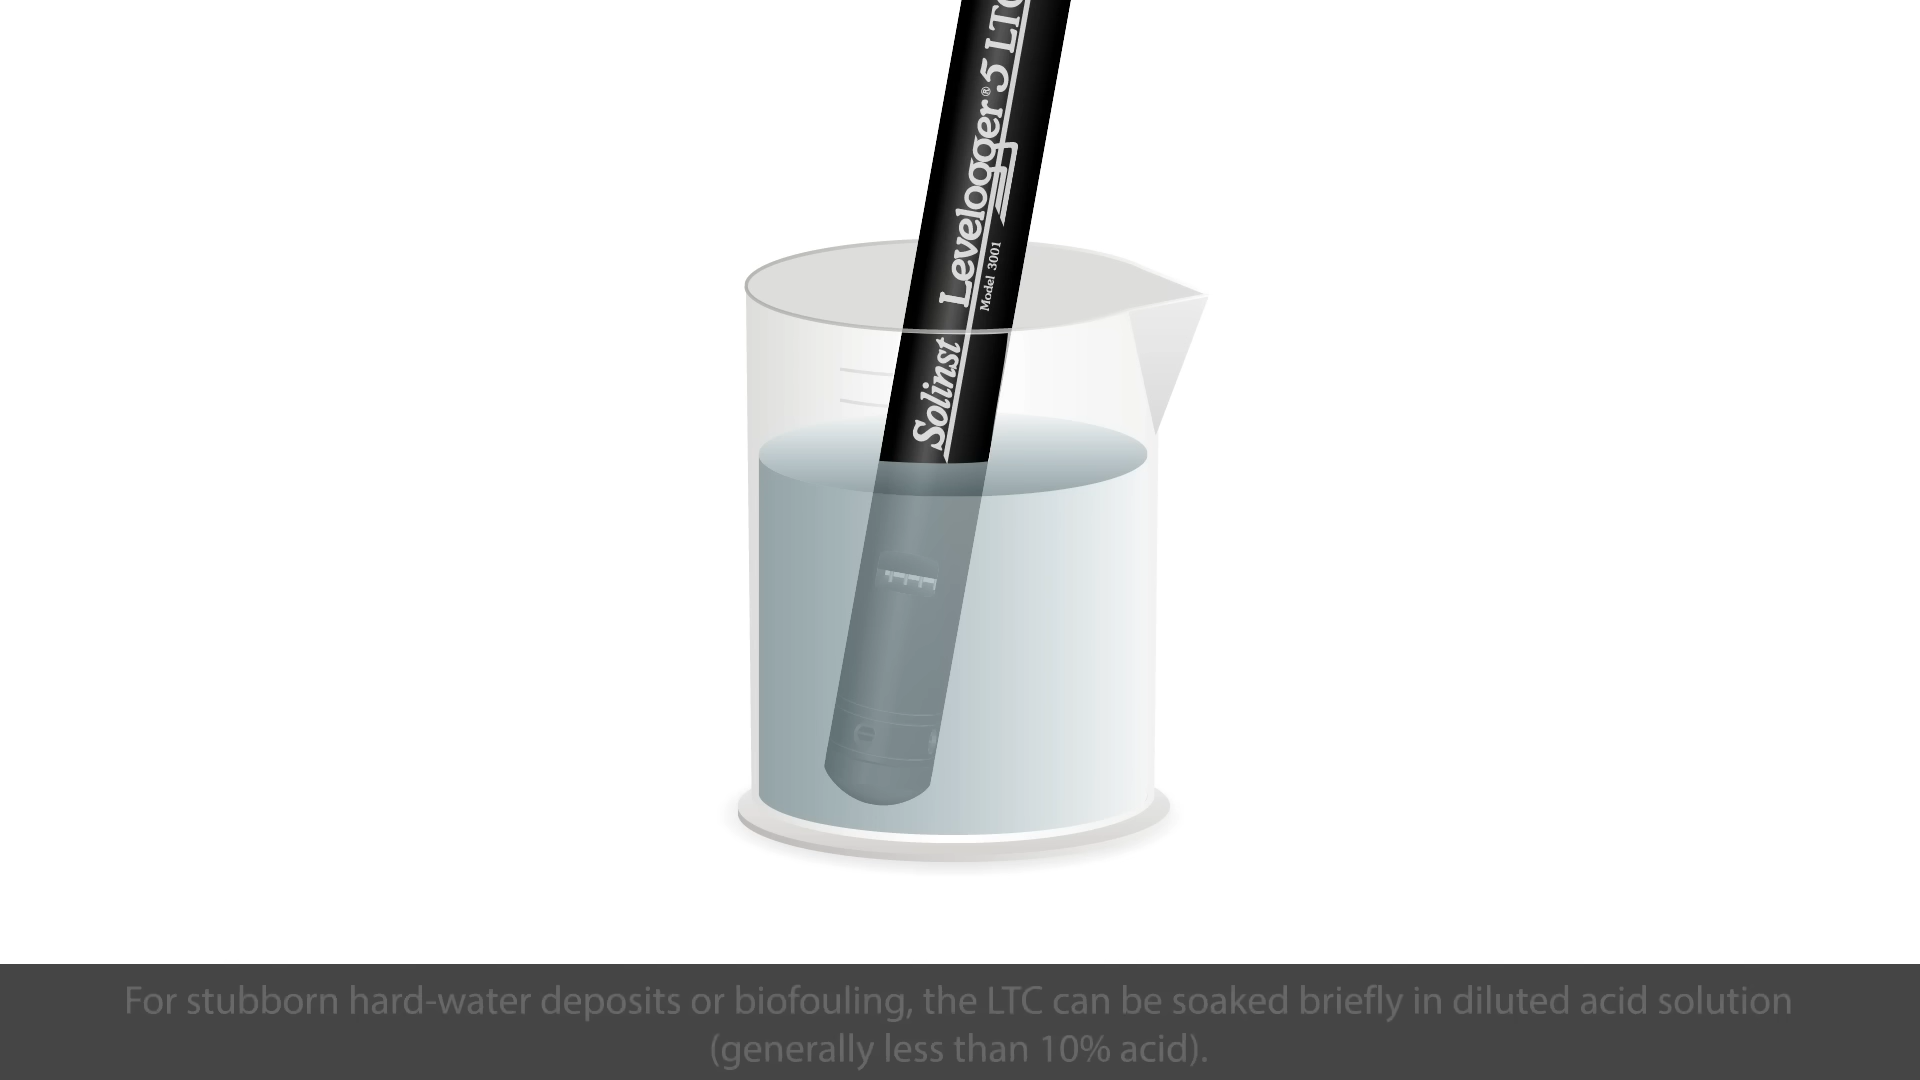 Solinst Levelogger® 5 LTC
Model 3001
For stubborn hard-water deposits or biofouling, the LTC can be soaked briefly in diluted acid solution
(generally less than 10% acid).